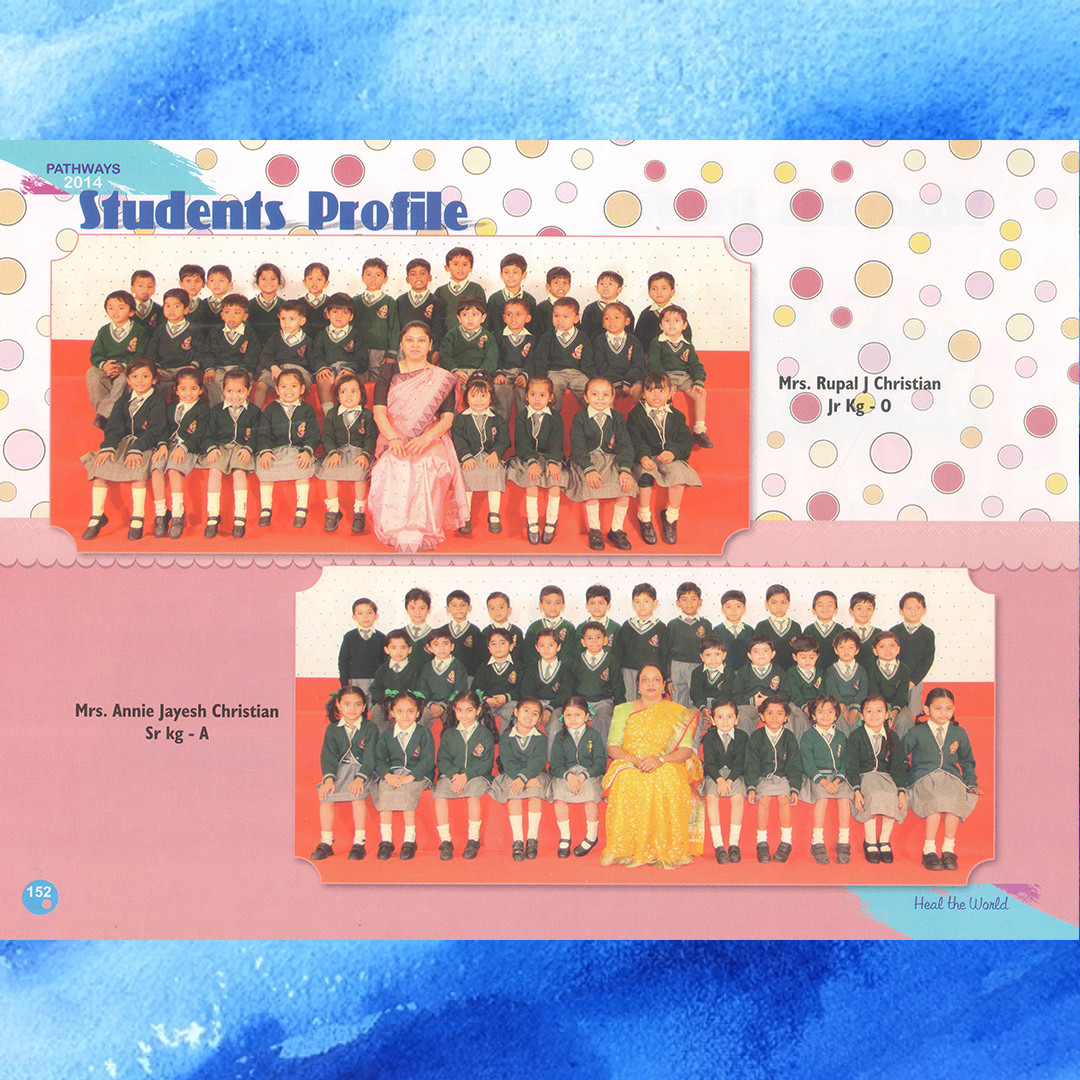 PATHWAYS
2014
Students Profile
Mrs. Rupal J Christian
Jr Kg - O
Mrs. Annie Jayesh Christian
Sr kg - A
152
Heal the World